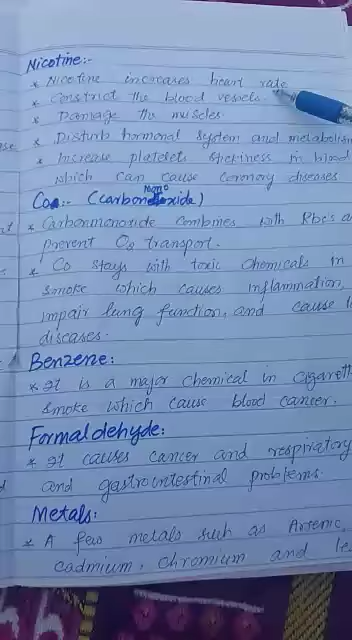 Nicotine:-
* Nicotine increases heart rate
* Constrict the blood vessels.
* Damage the muscles.
* Disturb hormonal system and metabolism
* Increase platelets stickiness in blood
which can cause coronary diseases
Co:- (Carbonmonoxide)
* Carbonmonoxide combines with Rbc's a
prevent O2 transport.
* Co stays with toxic chemicals in
smoke which causes inflammation,
impair lung function, and cause l
diseases.
Benzene:
* It is a major chemical in cigarett
smoke which cause blood cancer.
Formaldehyde:
* It causes cancer and respiratory
and gastrointestinal problems.
Metals:
* A few metals such as Arsenic,
cadmium, chromium and le